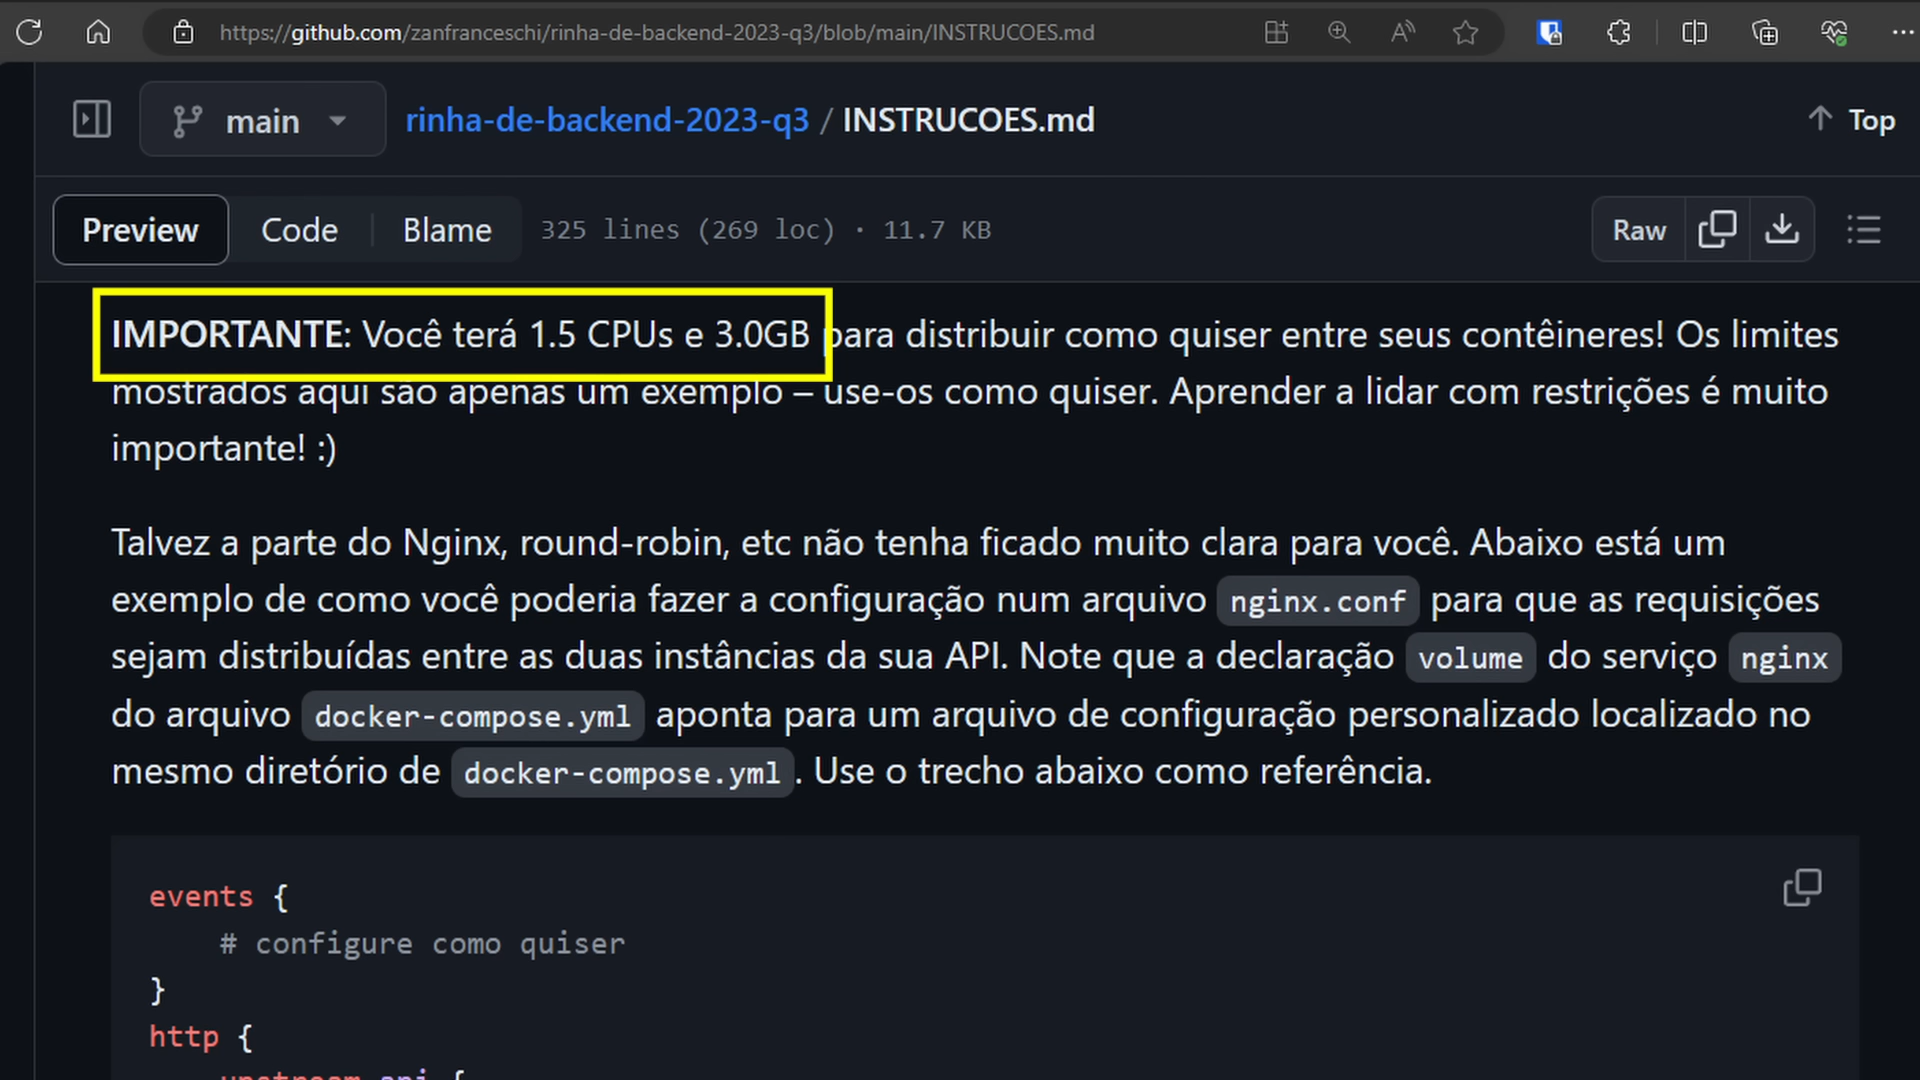 https://github.com/zanfranceschi/rinha-de-backend-2023-q3/blob/main/INSTRUCOES.md
main rinha-de-backend-2023-q3 / INSTRUCOES.md Top
Preview Code Blame 325 lines (269 loc) · 11.7 KB Raw
IMPORTANTE: Você terá 1.5 CPUs e 3.0GB para distribuir como quiser entre seus contêineres! Os limites
mostrados aqui são apenas um exemplo – use-os como quiser. Aprender a lidar com restrições é muito
importante! :)
Talvez a parte do Nginx, round-robin, etc não tenha ficado muito clara para você. Abaixo está um
exemplo de como você poderia fazer a configuração num arquivo nginx.conf para que as requisições
sejam distribuídas entre as duas instâncias da sua API. Note que a declaração volume do serviço nginx
do arquivo docker-compose.yml aponta para um arquivo de configuração personalizado localizado no
mesmo diretório de docker-compose.yml. Use o trecho abaixo como referência.
events {
# configure como quiser
}
http {
upstream api {